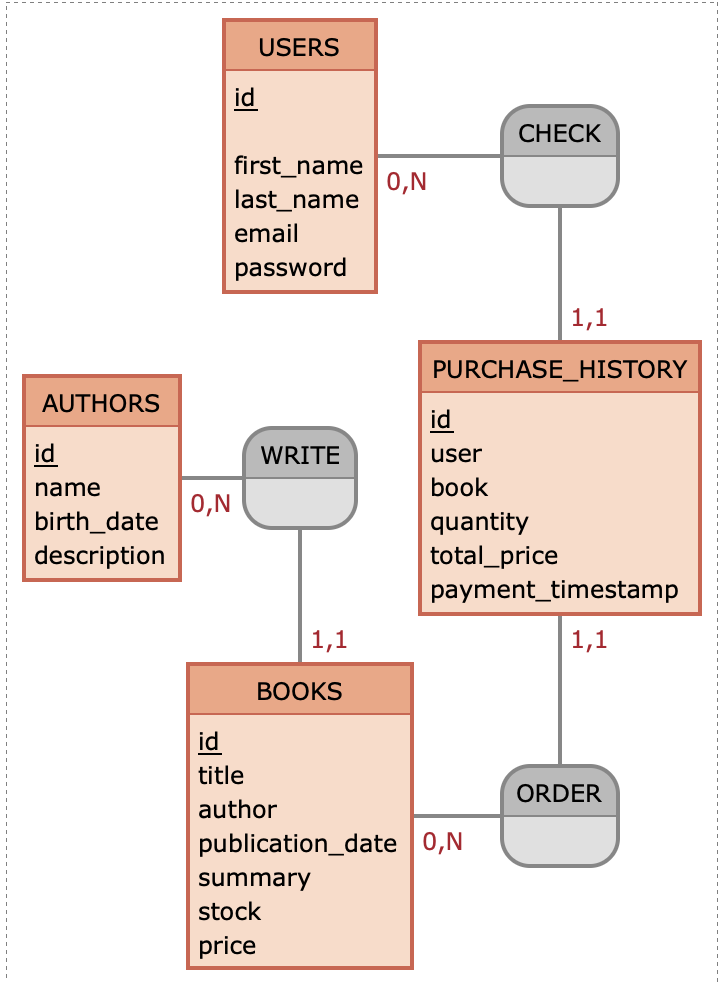 USERS
id
first_name
last_name
email
password
CHECK
0,N
1,1
PURCHASE_HISTORY
id
user
book
quantity
total_price
payment_timestamp
AUTHORS
id
name
birth_date
description
WRITE
0,N
1,1
1,1
BOOKS
id
title
author
publication_date
summary
stock
price
ORDER
0,N